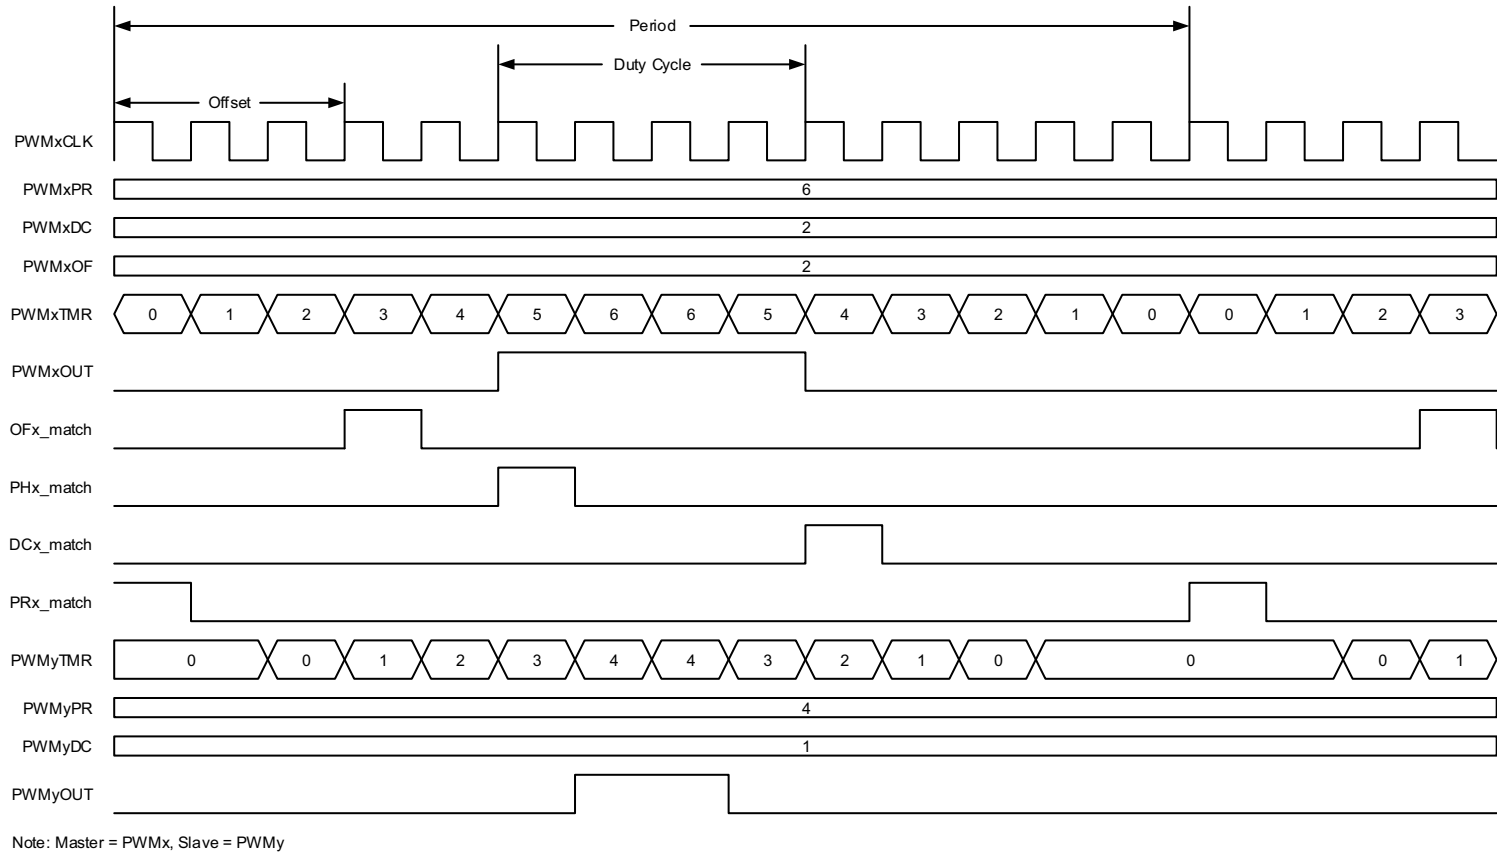 Period
Duty Cycle
Offset
PWMxCLK
PWMxPR 6
PWMxDC 2
PWMxOF 2
PWMxTMR 0 1 2 3 4 5 6 6 5 4 3 2 1 0 0 1 2 3
PWMxOUT
OFx_match
PHx_match
DCx_match
PRx_match
PWMyTMR 0 0 1 2 3 4 4 3 2 1 0 0 0 1
PWMyPR 4
PWMyDC 1
PWMyOUT
Note: Master = PWMx, Slave = PWMy